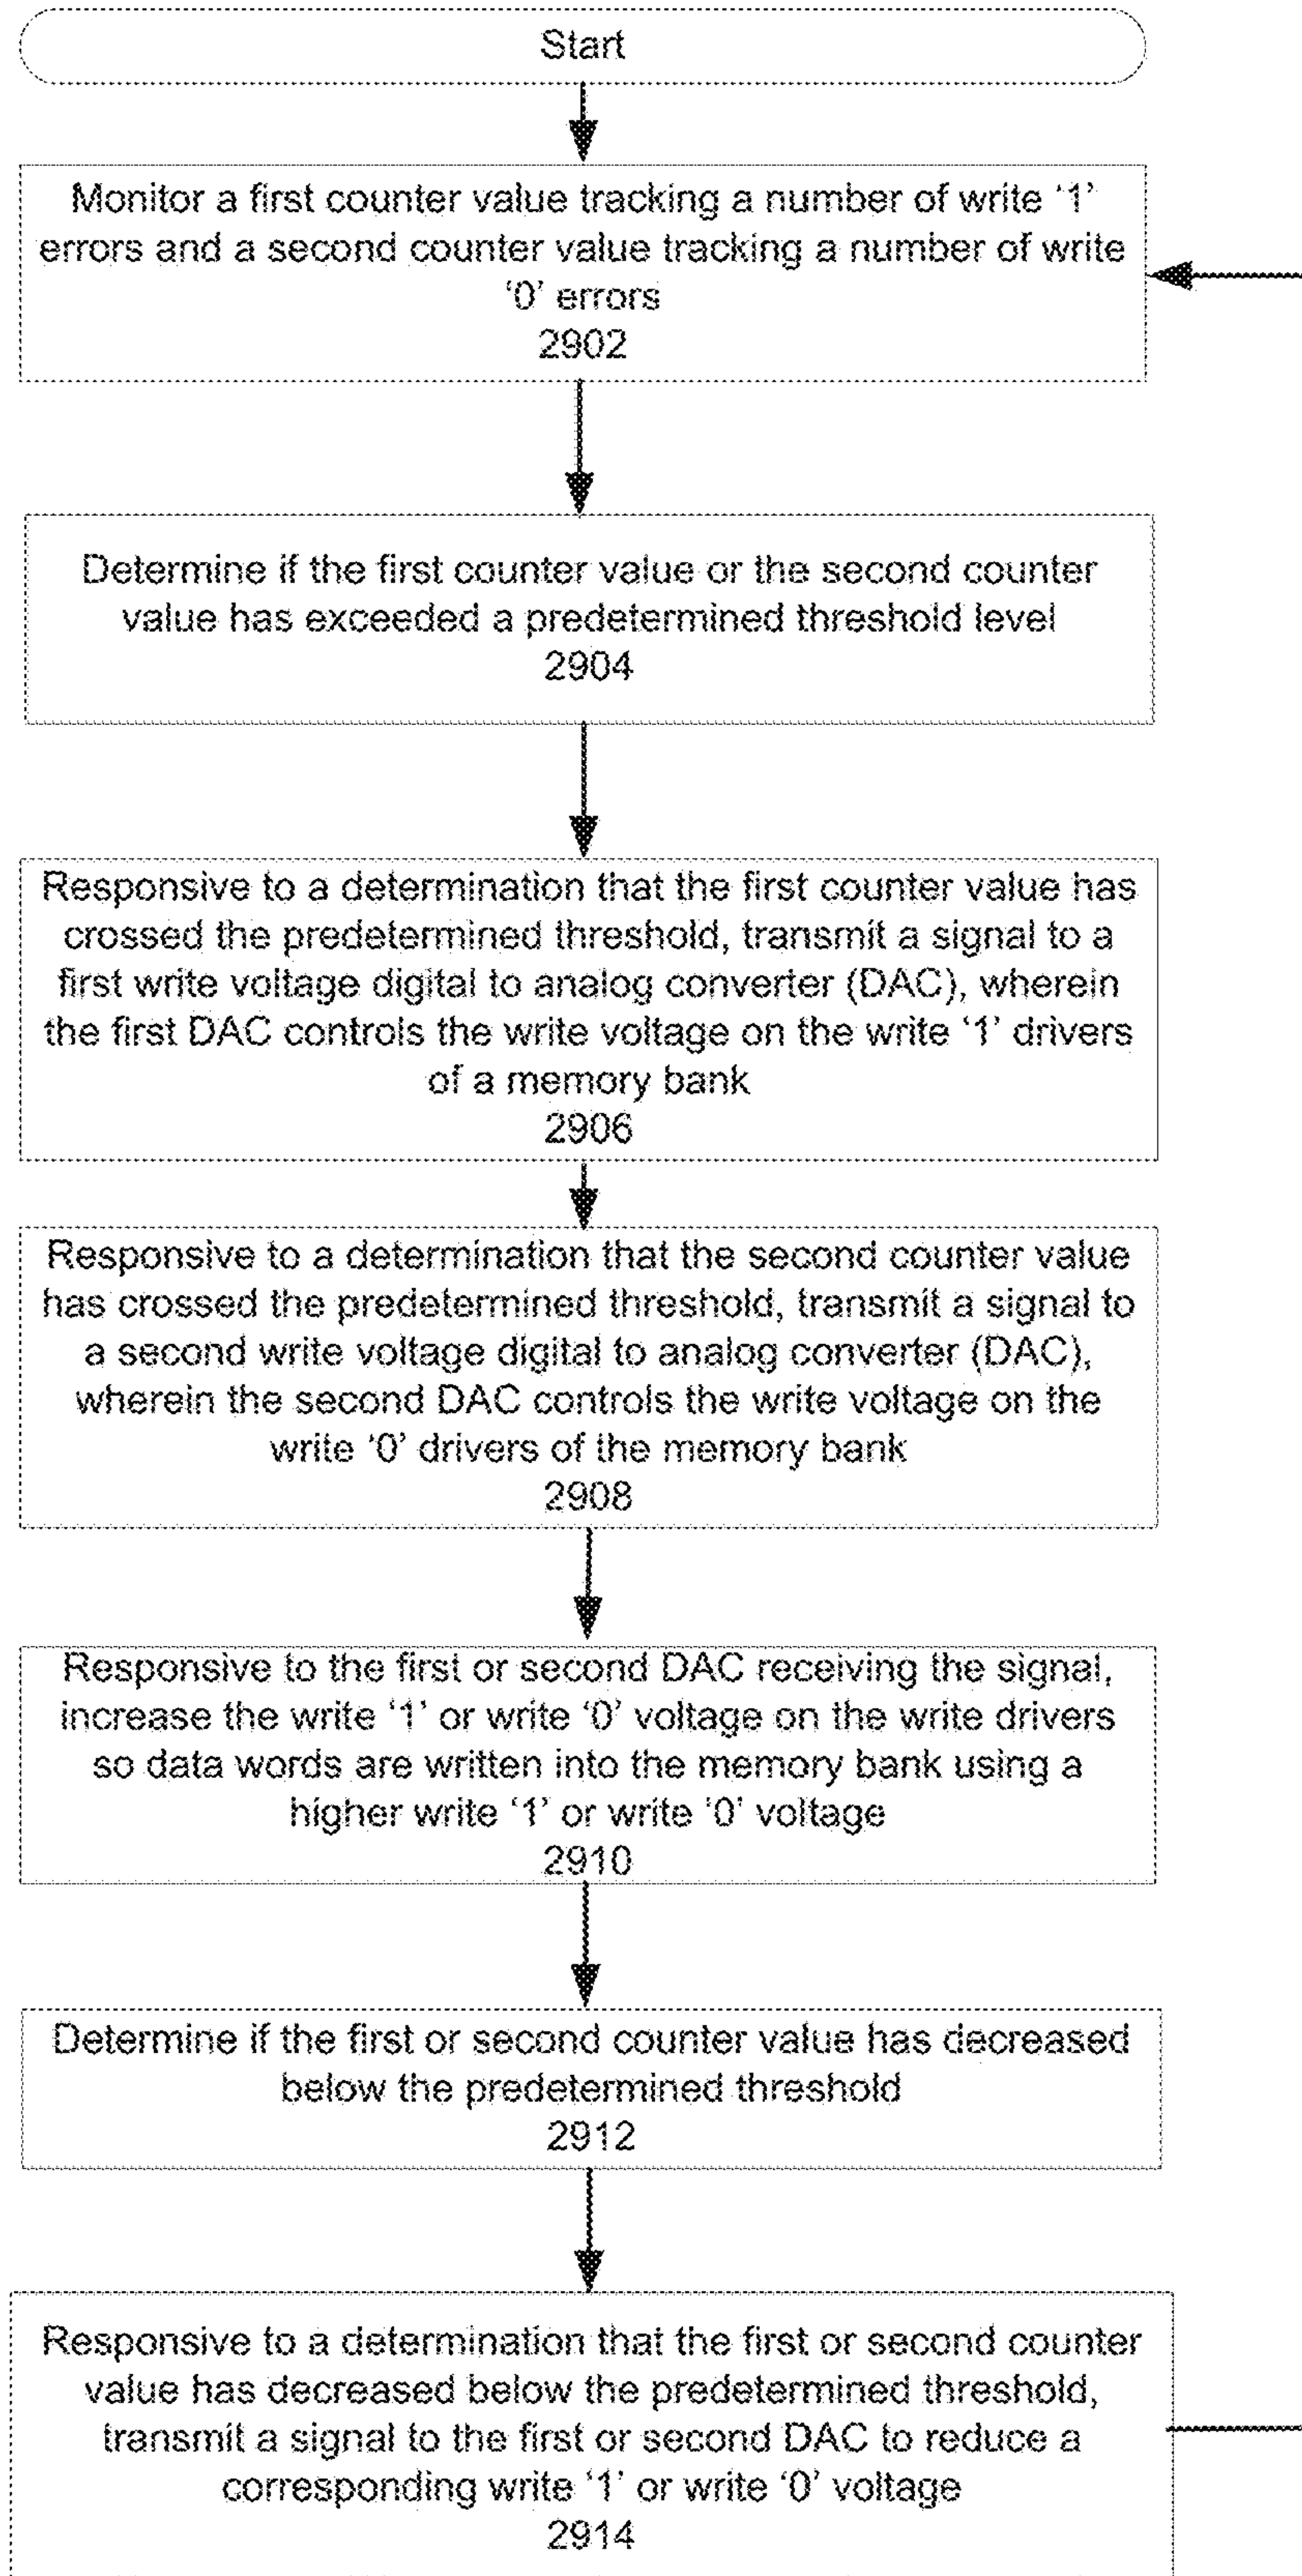 Start
Monitor a first counter value tracking a number of write ‘1’
errors and a second counter value tracking a number of write
‘0’ errors
2902
Determine if the first counter value or the second counter
value has exceeded a predetermined threshold level
2904
Responsive to a determination that the first counter value has
crossed the predetermined threshold, transmit a signal to a
first write voltage digital to analog converter (DAC), wherein
the first DAC controls the write voltage on the write ‘1’ drivers
of a memory bank
2906
Responsive to a determination that the second counter value
has crossed the predetermined threshold, transmit a signal to
a second write voltage digital to analog converter (DAC),
wherein the second DAC controls the write voltage on the
write ‘0’ drivers of the memory bank
2908
Responsive to the first or second DAC receiving the signal,
increase the write ‘1’ or write ‘0’ voltage on the write drivers
so data words are written into the memory bank using a
higher write ‘1’ or write ‘0’ voltage
2910
Determine if the first or second counter value has decreased
below the predetermined threshold
2912
Responsive to a determination that the first or second counter
value has decreased below the predetermined threshold,
transmit a signal to the first or second DAC to reduce a
corresponding write ‘1’ or write ‘0’ voltage
2914